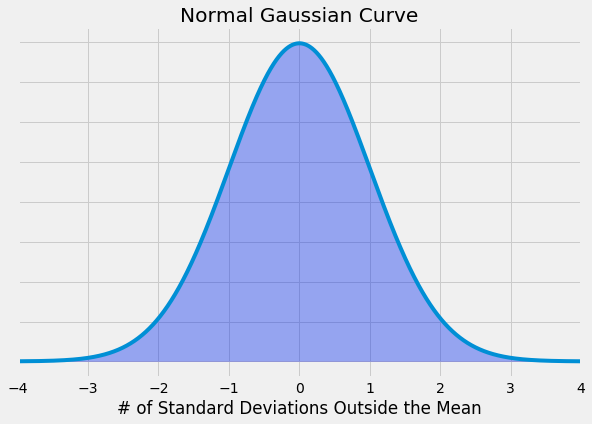 Normal Gaussian Curve
−4 −3 −2 −1 0 1 2 3 4
# of Standard Deviations Outside the Mean